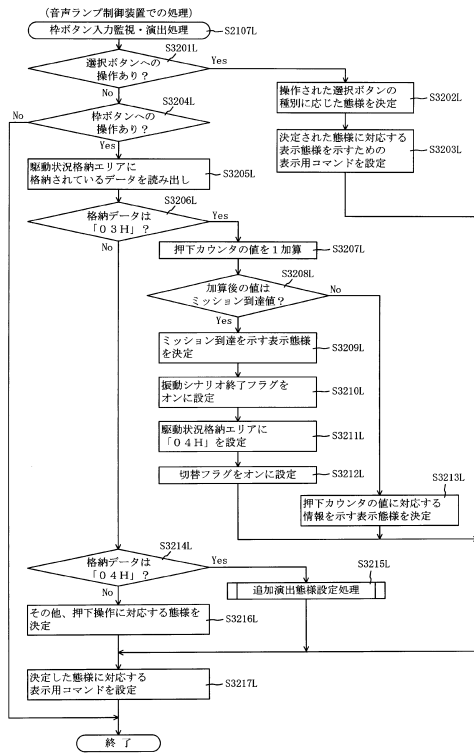 (音声ランプ制御装置での処理)
枠ボタン入力監視・演出処理
S2107L
S3201L
選択ボタンへの
操作あり?
Yes
No
S3202L
操作された選択ボタンの
種別に応じた態様を決定
S3204L
枠ボタンへの
操作あり?
No
Yes
S3203L
決定された態様に対応する
表示態様を示すための
表示用コマンドを設定
駆動状況格納エリアに
格納されているデータを読み出し
S3205L
S3206L
格納データは
「03H」?
Yes
No
押下カウンタの値を1加算
S3207L
S3208L
加算後の値は
ミッション到達値?
No
Yes
ミッション到達を示す表示態様
を決定
S3209L
振動シナリオ終了フラグを
オンに設定
S3210L
駆動状況格納エリアに
「04H」を設定
S3211L
切替フラグをオンに設定
S3212L
S3213L
押下カウンタの値に対応する
情報を示す表示態様を決定
S3214L
格納データは
「04H」?
Yes
No
S3215L
追加演出態様設定処理
その他、押下操作に対応する態様を
決定
S3216L
決定した態様に対応する
表示用コマンドを設定
S3217L
終了